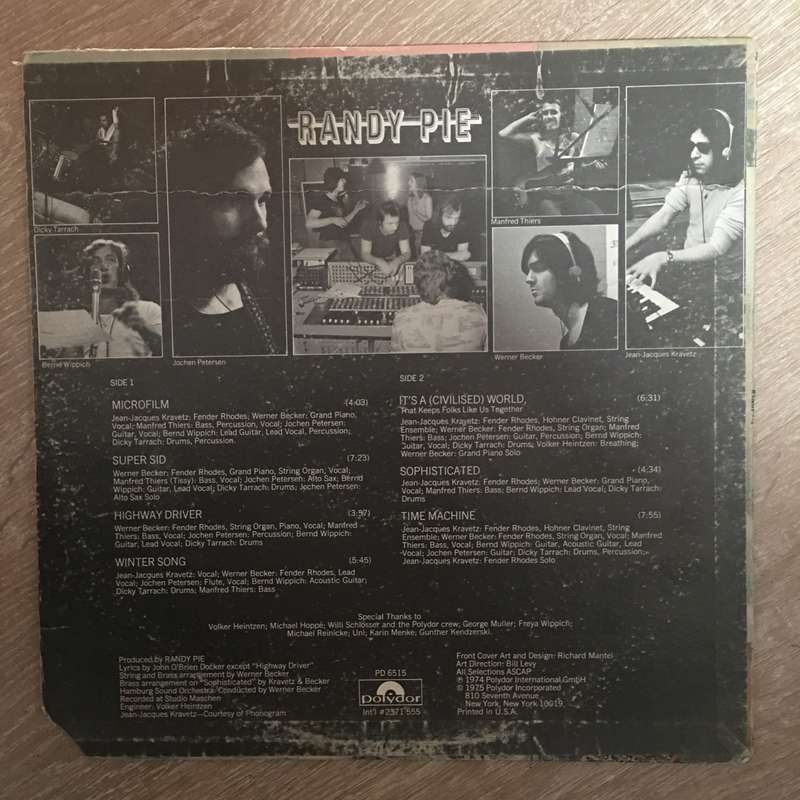 RANDY PIE
Dicky Tarrach
Bernd Wippich
Jochen Petersen
Manfred Thiers
Werner Becker
Jean-Jacques Kravetz
SIDE 1
MICROFILM (4:03)
Jean-Jacques Kravetz: Fender Rhodes; Werner Becker: Grand Piano,
Vocal; Manfred Thiers: Bass, Percussion, Vocal; Jochen Petersen:
Guitar, Vocal; Bernd Wippich: Lead Guitar, Lead Vocal, Percussion;
Dicky Tarrach: Drums, Percussion.
SUPER SID (7:23)
Werner Becker: Fender Rhodes, Grand Piano, String Organ, Vocal;
Manfred Thiers (Tissy): Bass, Vocal; Jochen Petersen: Alto Sax; Bernd
Wippich: Guitar, Lead Vocal; Dicky Tarrach: Drums; Jochen Petersen:
Alto Sax Solo
HIGHWAY DRIVER (3:57)
Werner Becker: Fender Rhodes, String Organ, Piano, Vocal; Manfred
Thiers: Bass, Vocal; Jochen Petersen: Percussion; Bernd Wippich:
Guitar, Lead Vocal; Dicky Tarrach: Drums
WINTER SONG (5:45)
Jean-Jacques Kravetz: Vocal; Werner Becker: Fender Rhodes, Lead
Vocal; Jochen Petersen: Flute, Vocal; Bernd Wippich: Acoustic Guitar;
Dicky Tarrach: Drums; Manfred Thiers: Bass
SIDE 2
IT'S A (CIVILISED) WORLD, (6:31)
That Keeps Folks Like Us Together
Jean-Jacques Kravetz: Fender Rhodes, Hohner Clavinet, String
Ensemble; Werner Becker: Fender Rhodes, String Organ; Manfred
Thiers: Bass; Jochen Petersen: Guitar, Percussion; Bernd Wippich:
Guitar, Vocal; Dicky Tarrach: Drums; Volker Heintzen: Breathing;
Werner Becker: Grand Piano Solo
SOPHISTICATED (4:34)
Jean-Jacques Kravetz: Fender Rhodes; Werner Becker: Grand Piano,
Vocal; Manfred Thiers: Bass; Bernd Wippich: Lead Vocal; Dicky Tarrach:
Drums
TIME MACHINE (7:55)
Jean-Jacques Kravetz: Fender Rhodes, Hohner Clavinet, String
Ensemble; Werner Becker: Fender Rhodes, String Organ, Vocal; Manfred
Thiers: Bass, Vocal; Bernd Wippich: Guitar, Acoustic Guitar, Lead
Vocal; Jochen Petersen: Guitar; Dicky Tarrach: Drums, Percussion;
Jean-Jacques Kravetz: Fender Rhodes Solo
Special Thanks to
Volker Heintzen; Michael Hoppé; Willi Schlösser and the Polydor crew; George Muller; Freya Wippich;
Michael Reinicke; Uni; Karin Menke; Gunther Kendzerski.
Produced by RANDY PIE
Lyrics by John O'Brien Docker except "Highway Driver"
String and Brass arrangement by Werner Becker
Brass arrangement on "Sophisticated" by Kravetz & Becker
Hamburg Sound Orchestra: Conducted by Werner Becker
Recorded at Studio Maschen
Engineer: Volker Heintzen
Jean-Jacques Kravetz—Courtesy of Phonogram
PD 6515
Polydor
Int'l #2371 555
Front Cover Art and Design: Richard Mantel
Art Direction: Bill Levy
All Selections ASCAP
℗ 1974 Polydor International GmbH
© 1975 Polydor Incorporated
810 Seventh Avenue
New York, New York 10019
Printed in U.S.A.